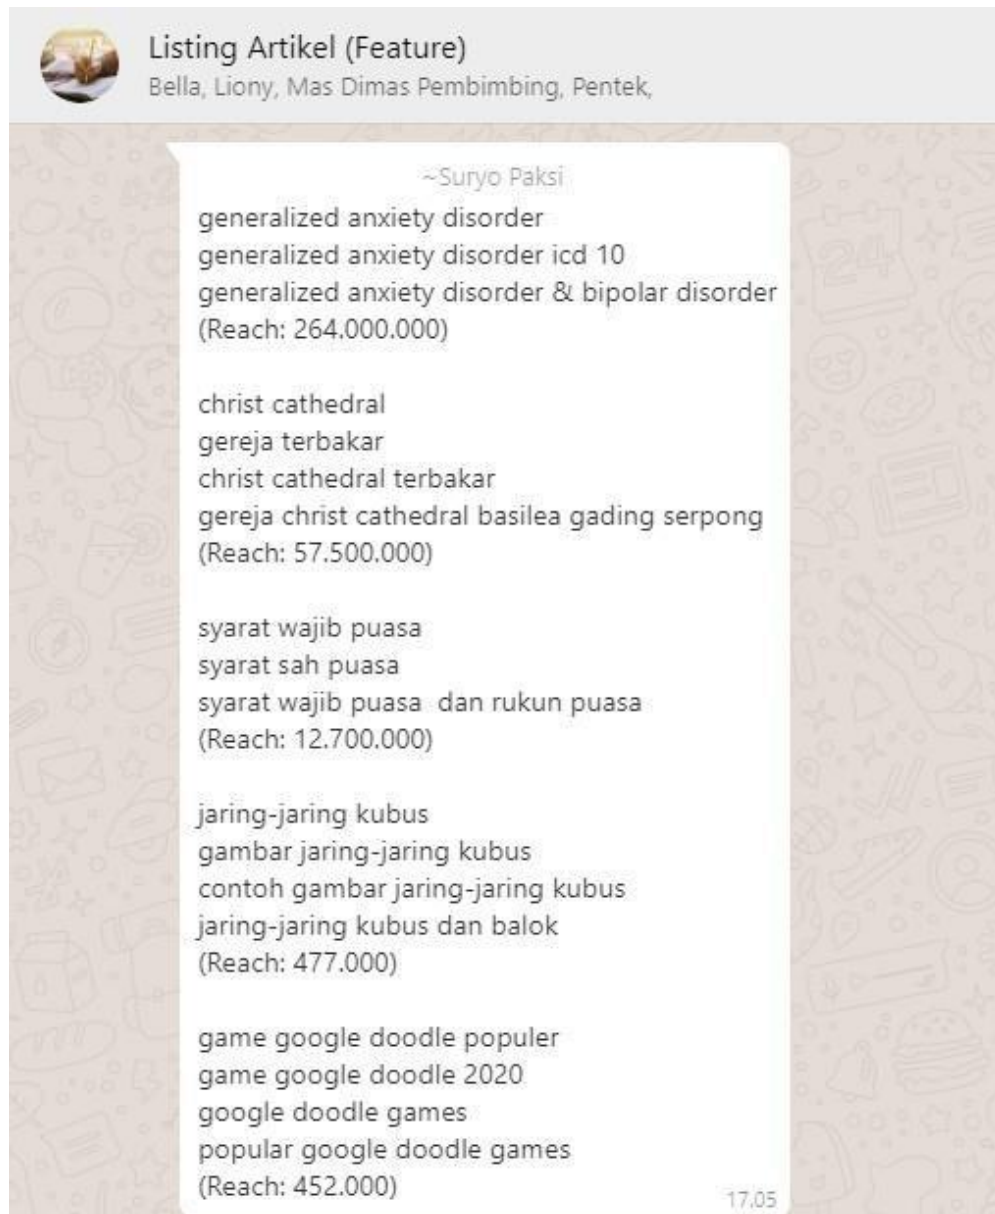 Listing Artikel (Feature)
Bella, Liony, Mas Dimas Pembimbing, Pentek,
~Suryo Paksi
generalized anxiety disorder
generalized anxiety disorder icd 10
generalized anxiety disorder & bipolar disorder
(Reach: 264.000.000)
christ cathedral
gereja terbakar
christ cathedral terbakar
gereja christ cathedral basilea gading serpong
(Reach: 57.500.000)
syarat wajib puasa
syarat sah puasa
syarat wajib puasa  dan rukun puasa
(Reach: 12.700.000)
jaring-jaring kubus
gambar jaring-jaring kubus
contoh gambar jaring-jaring kubus
jaring-jaring kubus dan balok
(Reach: 477.000)
game google doodle populer
game google doodle 2020
google doodle games
popular google doodle games
(Reach: 452.000)
17.05